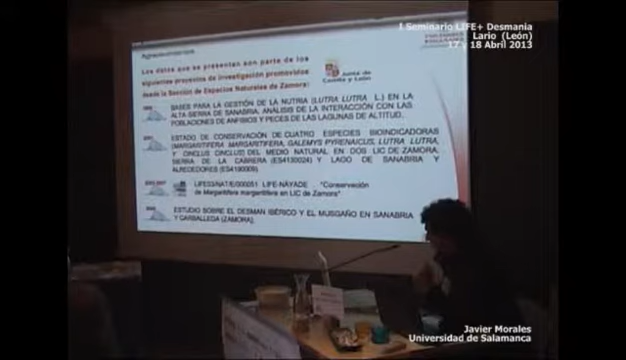 I Seminario LIFE+ Desmania
Lario (León)
17 y 18 Abril 2013
Los datos que se presentan son parte de los
siguientes proyectos de investigación promovidos
desde la Sección de Espacios Naturales de Zamora:
Junta de
Castilla y León
BASES PARA LA GESTIÓN DE LA NUTRIA (LUTRA LUTRA L.) EN LA
ALTA SIERRA DE SANABRIA. ANÁLISIS DE LA INTERACCIÓN CON LAS
POBLACIONES DE ANFIBIOS Y PECES DE LAGUNAS DE ALTITUD.
ESTADO DE CONSERVACIÓN DE CUATRO ESPECIES BIOINDICADORAS
(MARGARITIFERA MARGARITIFERA, GALEMYS PYRENAICUS, LUTRA LUTRA,
Y CINCLUS CINCLUS) DEL MEDIO NATURAL EN DOS LIC DE ZAMORA:
SIERRA DE LA CABRERA (ES4130024) Y LAGO DE SANABRIA Y
ALREDEDORES
LIFE-NÁYADE. "Conservación
de Margaritifera margaritifera en LIC de Zamora"
ESTUDIO SOBRE EL DESMAN IBÉRICO Y EL MUSGAÑO EN SANABRIA
Y CARBALLEDA (ZAMORA).
Javier Morales
Universidad de Salamanca